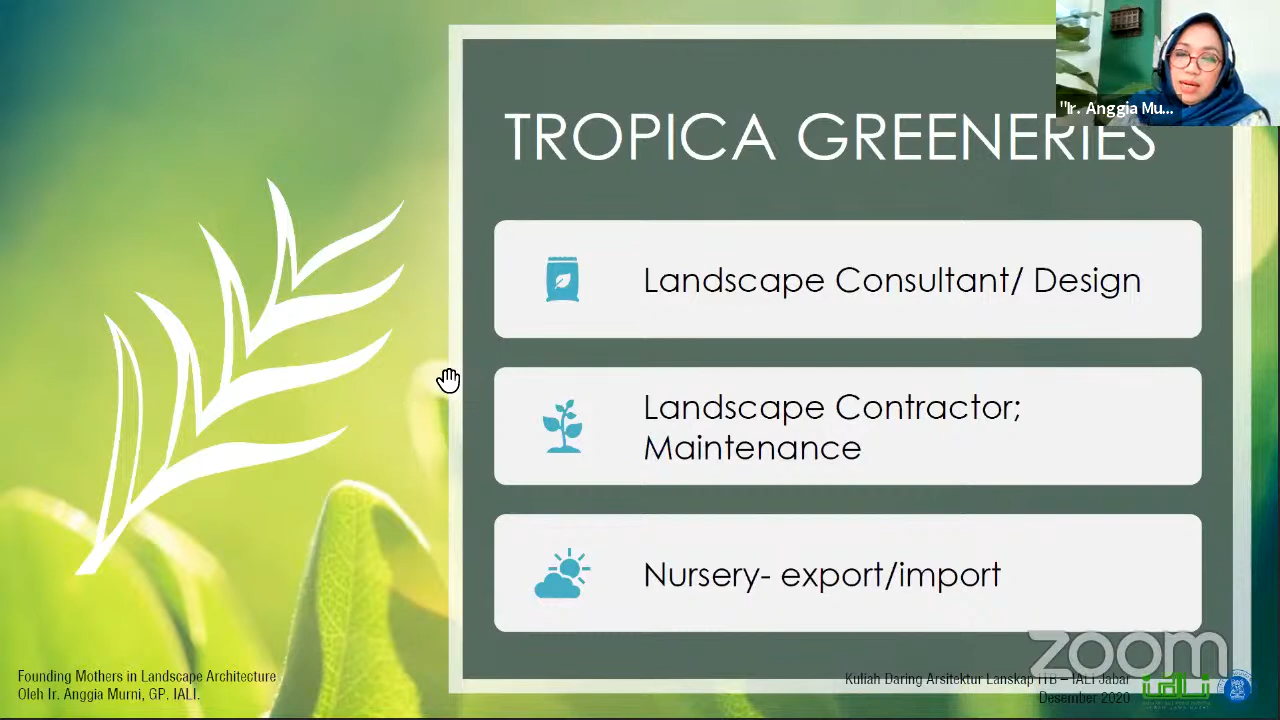 "Ir. Anggia Mu...
TROPICA GREENERIES
Landscape Consultant/ Design
Landscape Contractor;
Maintenance
Nursery- export/import
zoom
Founding Mothers in Landscape Architecture
Oleh Ir. Anggia Murni, GP. IALI.
Kuliah Daring Arsitektur Lanskap ITB – IALI Jabar
Desember 2020